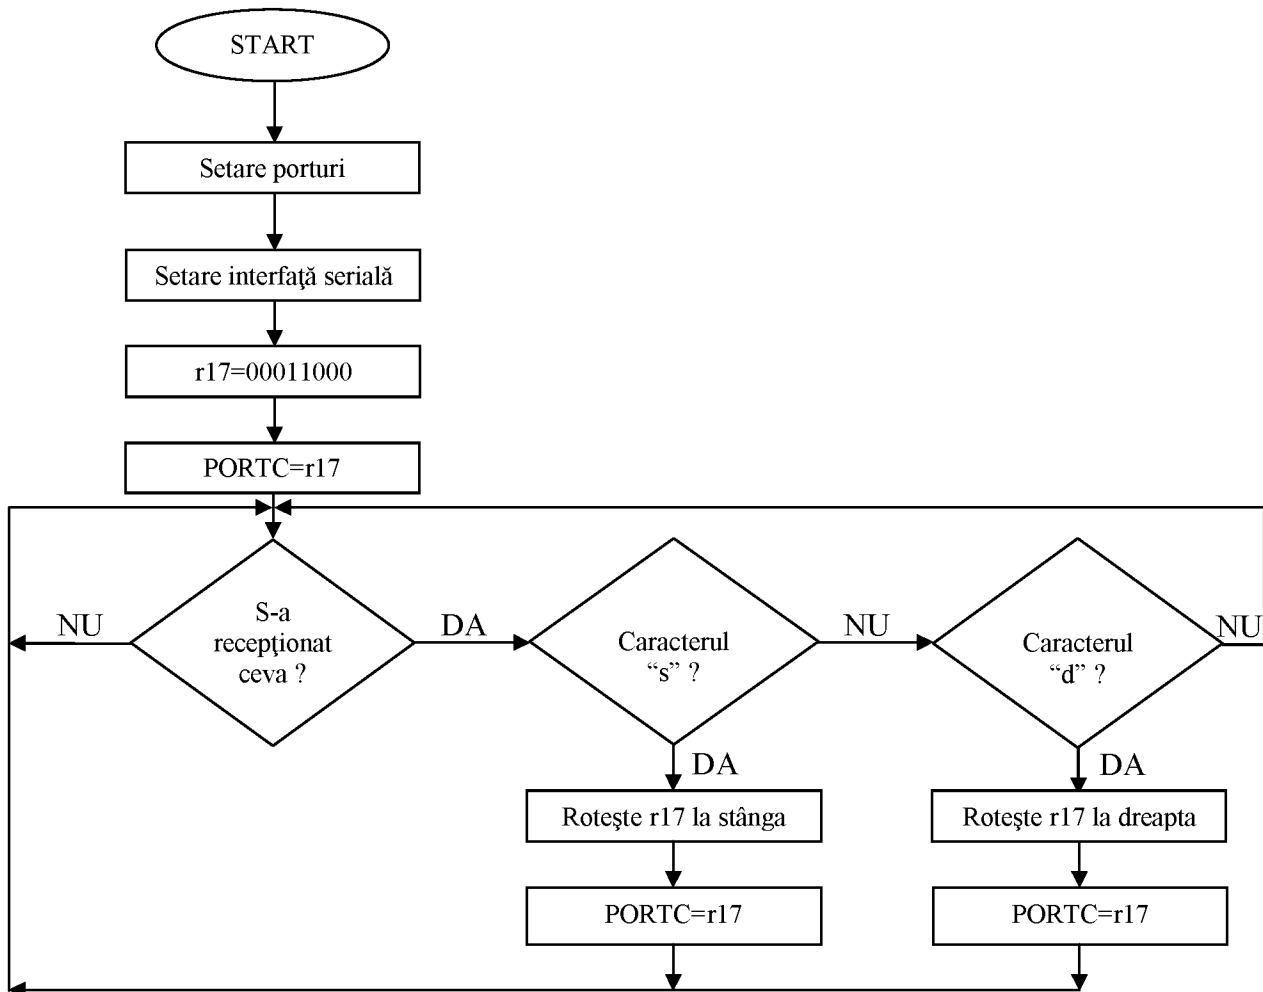 START
Setare porturi
Setare interfaţă serială
r17=00011000
PORTC=r17
NU
S-a
recepţionat
ceva ?
DA
Caracterul
“s” ?
NU
Caracterul
“d” ?
NU
DA
DA
Roteşte r17 la stânga
Roteşte r17 la dreapta
PORTC=r17
PORTC=r17